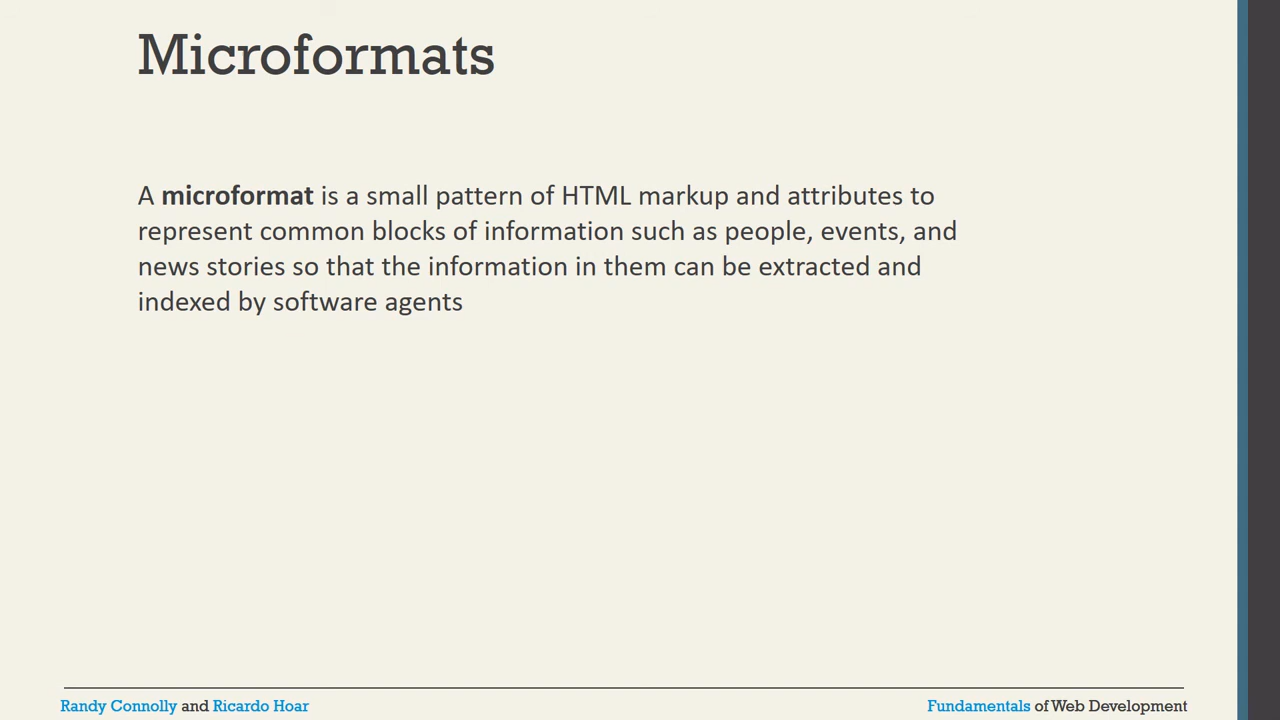 Microformats
A microformat is a small pattern of HTML markup and attributes to
represent common blocks of information such as people, events, and
news stories so that the information in them can be extracted and
indexed by software agents
Randy Connolly and Ricardo Hoar
Fundamentals of Web Development